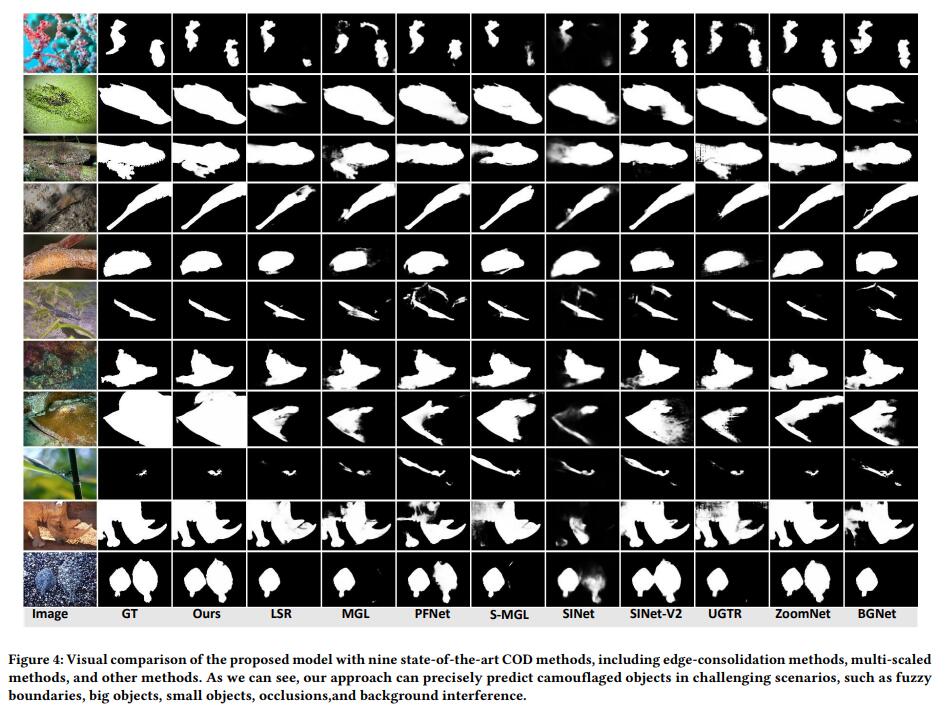 Image GT Ours LSR MGL PFNet S-MGL SINet SINet-V2 UGTR ZoomNet BGNet
Figure 4: Visual comparison of the proposed model with nine state-of-the-art COD methods, including edge-consolidation methods, multi-scaled
methods, and other methods. As we can see, our approach can precisely predict camouflaged objects in challenging scenarios, such as fuzzy
boundaries, big objects, small objects, occlusions,and background interference.